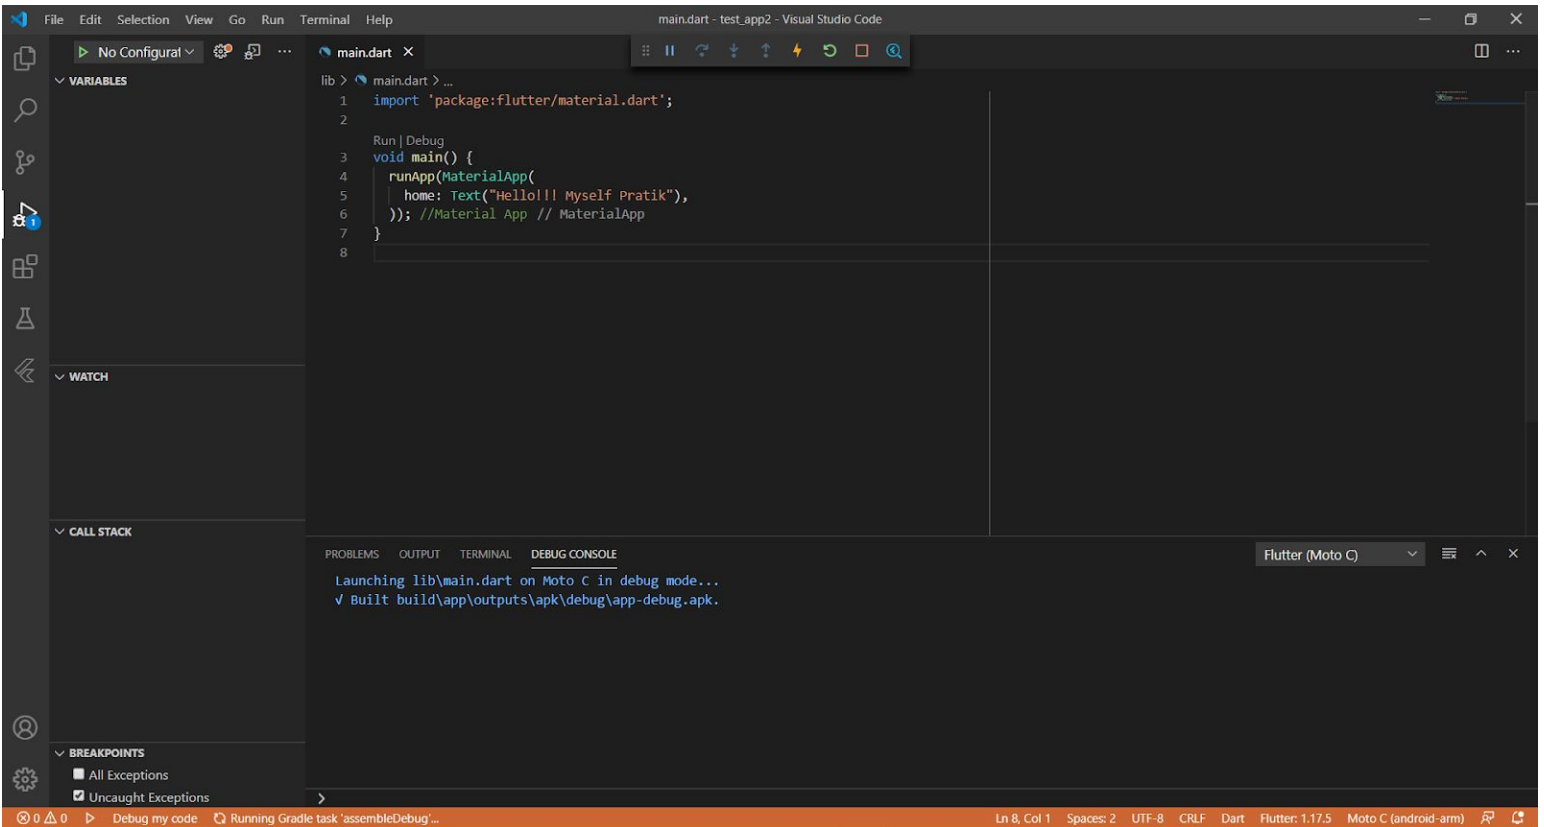 File Edit Selection View Go Run Terminal Help
main.dart - test_app2 - Visual Studio Code
No Configurat
main.dart
VARIABLES
lib > main.dart > ...
1 import 'package:flutter/material.dart';
2
Run | Debug
3 void main() {
4 runApp(MaterialApp(
5 home: Text("Hello!!! Myself Pratik"),
6 )); //Material App // MaterialApp
7 }
8
WATCH
CALL STACK
PROBLEMS OUTPUT TERMINAL DEBUG CONSOLE
Flutter (Moto C)
Launching lib\main.dart on Moto C in debug mode...
√ Built build\app\outputs\apk\debug\app-debug.apk.
BREAKPOINTS
All Exceptions
Uncaught Exceptions
>
1
0 0 Debug my code Running Gradle task 'assembleDebug'...
Ln 8, Col 1 Spaces: 2 UTF-8 CRLF Dart Flutter: 1.17.5 Moto C (android-arm)